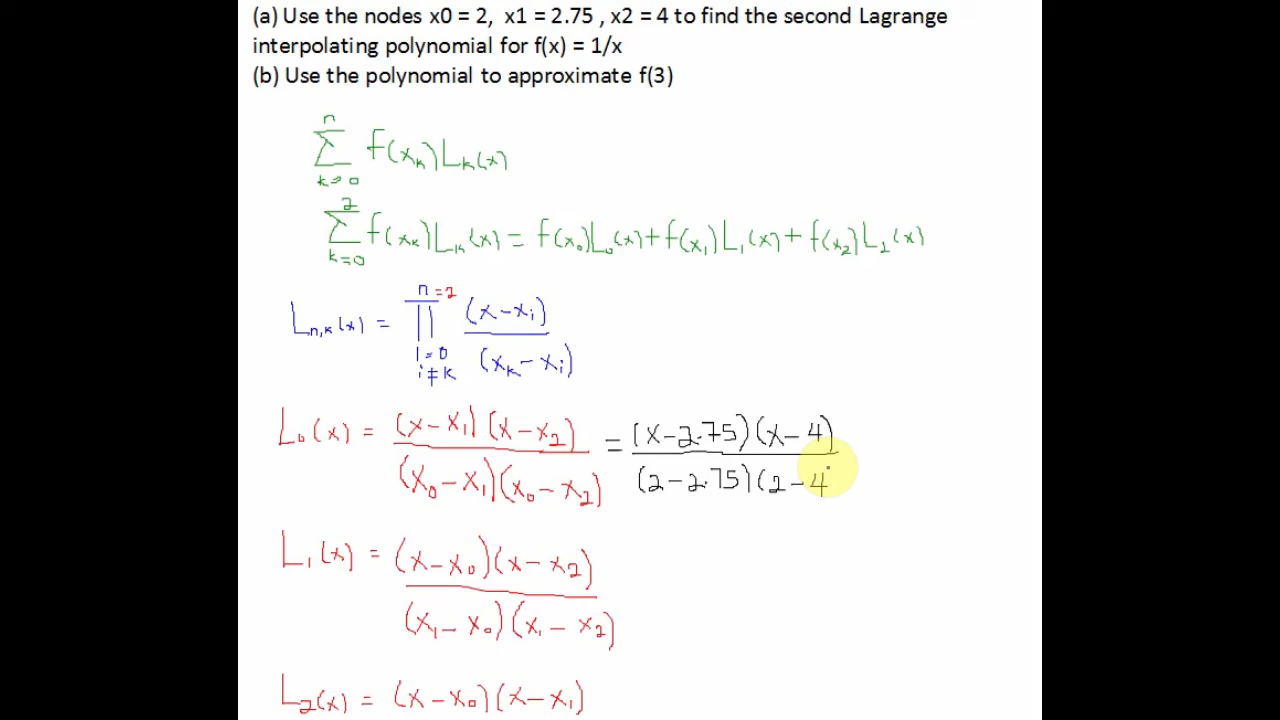 (a) Use the nodes x0 = 2, x1 = 2.75 , x2 = 4 to find the second Lagrange
interpolating polynomial for f(x) = 1/x
(b) Use the polynomial to approximate f(3)
n
∑ f(xₖ)Lₖ(x)
k=0
2
∑ f(xₖ)Lₖ(x) = f(x₀)L₀(x)+f(x₁)L₁(x)+f(x₂)L₂(x)
k=0
n=2
Lₙ,ₖ(x) = ∏ (x-xᵢ)
i=0
i≠k (xₖ-xᵢ)
L₀(x) = (x-x₁)(x-x₂) = (x-2.75)(x-4)
(x₀-x₁)(x₀-x₂) (2-2.75)(2-4
L₁(x) = (x-x₀)(x-x₂)
(x₁-x₀)(x₁-x₂)
L₂(x) = (x-x₀)(x-x₁)